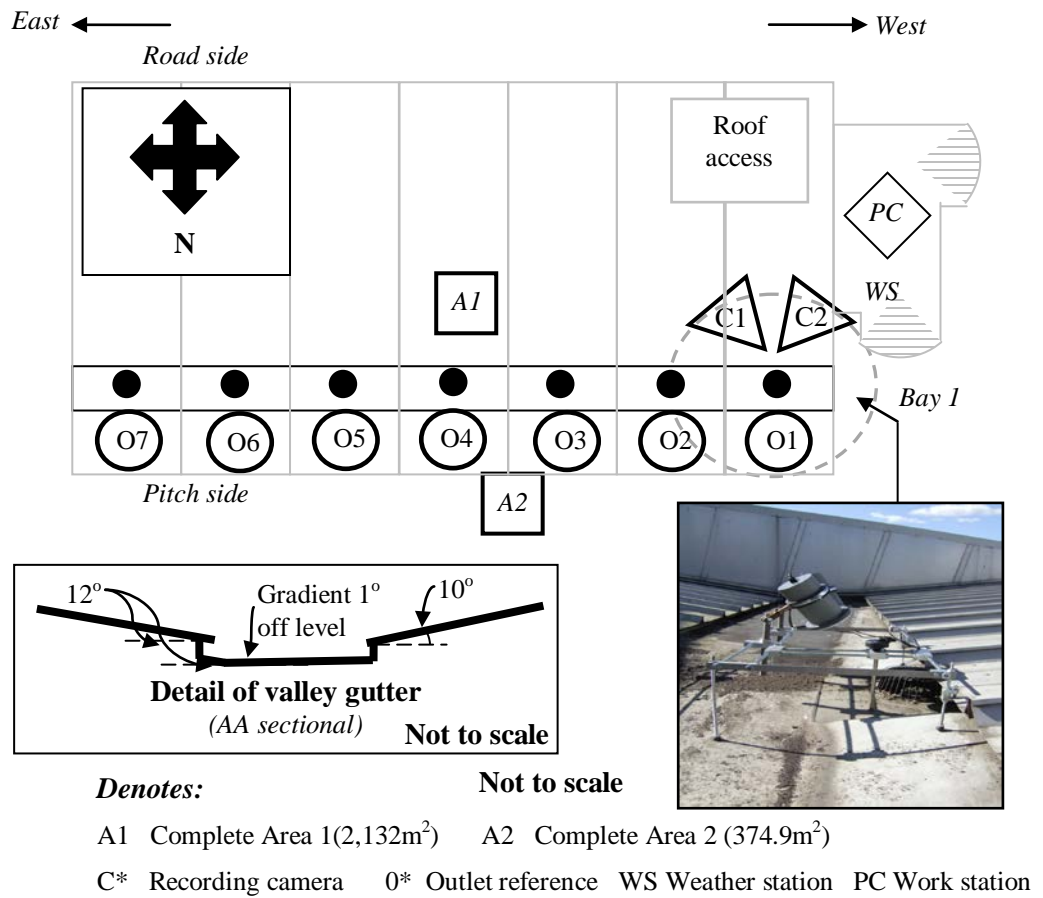 East
West
Road side
Roof
access
PC
N
WS
A1
C1 C2
Bay 1
O7 O6 O5 O4 O3 O2 O1
Pitch side
A2
12°
Gradient 1°
off level
10°
Detail of valley gutter
(AA sectional)
Not to scale
Not to scale
Denotes:
A1 Complete Area 1(2,132m²) A2 Complete Area 2 (374.9m²)
C* Recording camera 0* Outlet reference WS Weather station PC Work station